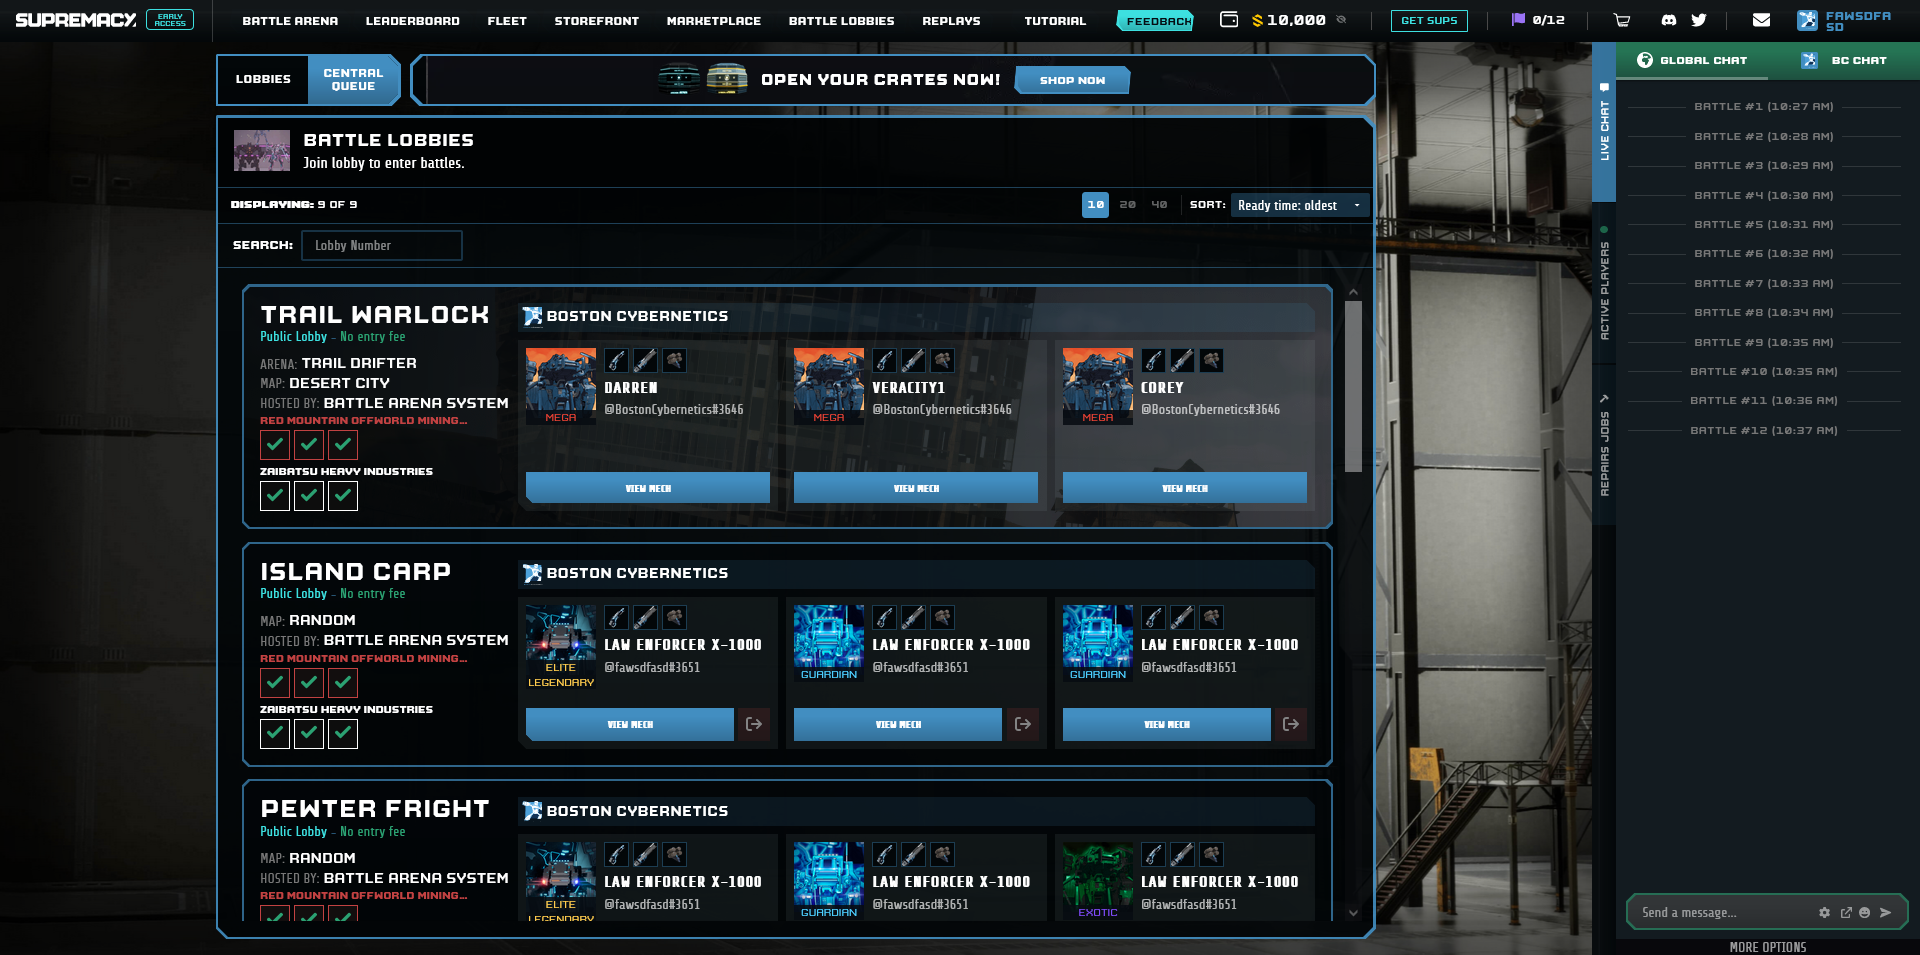 SUPREMACY
EARLY ACCESS
BATTLE ARENA
LEADERBOARD
FLEET
STOREFRONT
MARKETPLACE
BATTLE LOBBIES
REPLAYS
TUTORIAL
FEEDBACK
10,000
GET SUPS
0/12
FAWSDFA
SD
LOBBIES
CENTRAL
QUEUE
OPEN YOUR CRATES NOW!
SHOP NOW
BATTLE LOBBIES
Join lobby to enter battles.
DISPLAYING: 9 OF 9
10 20 40
SORT: Ready time: oldest
SEARCH: Lobby Number
TRAIL WARLOCK
Public Lobby - No entry fee
ARENA: TRAIL DRIFTER
MAP: DESERT CITY
HOSTED BY: BATTLE ARENA SYSTEM
RED MOUNTAIN OFFWORLD MINING...
ZAIBATSU HEAVY INDUSTRIES
BOSTON CYBERNETICS
MEGA
DARREN
@BostonCybernetics#3646
VIEW MECH
MEGA
VERACITY1
@BostonCybernetics#3646
VIEW MECH
MEGA
COREY
@BostonCybernetics#3646
VIEW MECH
ISLAND CARP
Public Lobby - No entry fee
MAP: RANDOM
HOSTED BY: BATTLE ARENA SYSTEM
RED MOUNTAIN OFFWORLD MINING...
ZAIBATSU HEAVY INDUSTRIES
BOSTON CYBERNETICS
ELITE
LEGENDARY
LAW ENFORCER X-1000
@fawsdfasd#3651
VIEW MECH
GUARDIAN
LAW ENFORCER X-1000
@fawsdfasd#3651
VIEW MECH
GUARDIAN
LAW ENFORCER X-1000
@fawsdfasd#3651
VIEW MECH
PEWTER FRIGHT
Public Lobby - No entry fee
MAP: RANDOM
HOSTED BY: BATTLE ARENA SYSTEM
RED MOUNTAIN OFFWORLD MINING...
BOSTON CYBERNETICS
ELITE
LEGENDARY
LAW ENFORCER X-1000
@fawsdfasd#3651
GUARDIAN
LAW ENFORCER X-1000
@fawsdfasd#3651
EXOTIC
LAW ENFORCER X-1000
@fawsdfasd#3651
LIVE CHAT
ACTIVE PLAYERS
REPAIRS JOBS
GLOBAL CHAT
BC CHAT
BATTLE #1 (10:27 AM)
BATTLE #2 (10:28 AM)
BATTLE #3 (10:29 AM)
BATTLE #4 (10:30 AM)
BATTLE #5 (10:31 AM)
BATTLE #6 (10:32 AM)
BATTLE #7 (10:33 AM)
BATTLE #8 (10:34 AM)
BATTLE #9 (10:35 AM)
BATTLE #10 (10:35 AM)
BATTLE #11 (10:36 AM)
BATTLE #12 (10:37 AM)
Send a message...
MORE OPTIONS